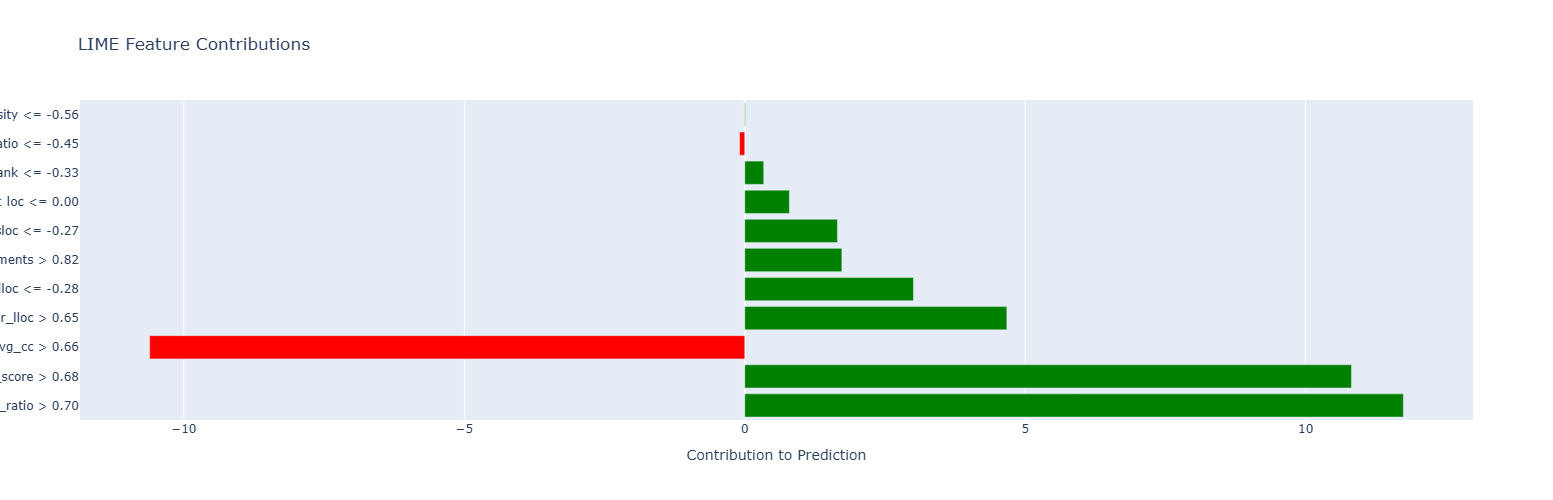 LIME Feature Contributions
sity <= -0.56
atio <= -0.45
ank <= -0.33
loc <= 0.00
sloc <= -0.27
ments > 0.82
lloc <= -0.28
r_lloc > 0.65
vg_cc > 0.66
_score > 0.68
_ratio > 0.70
−10 −5 0 5 10
Contribution to Prediction